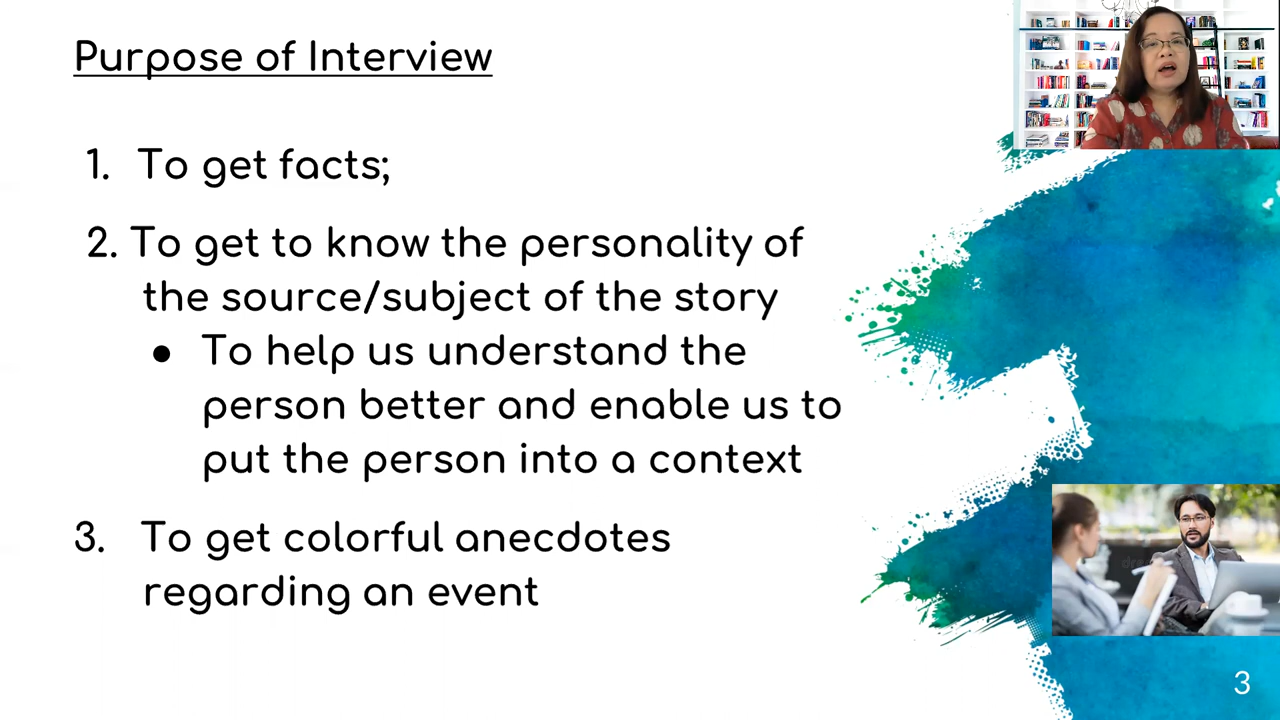 Purpose of Interview
1. To get facts;
2. To get to know the personality of
the source/subject of the story
● To help us understand the
person better and enable us to
put the person into a context
3. To get colorful anecdotes
regarding an event
3